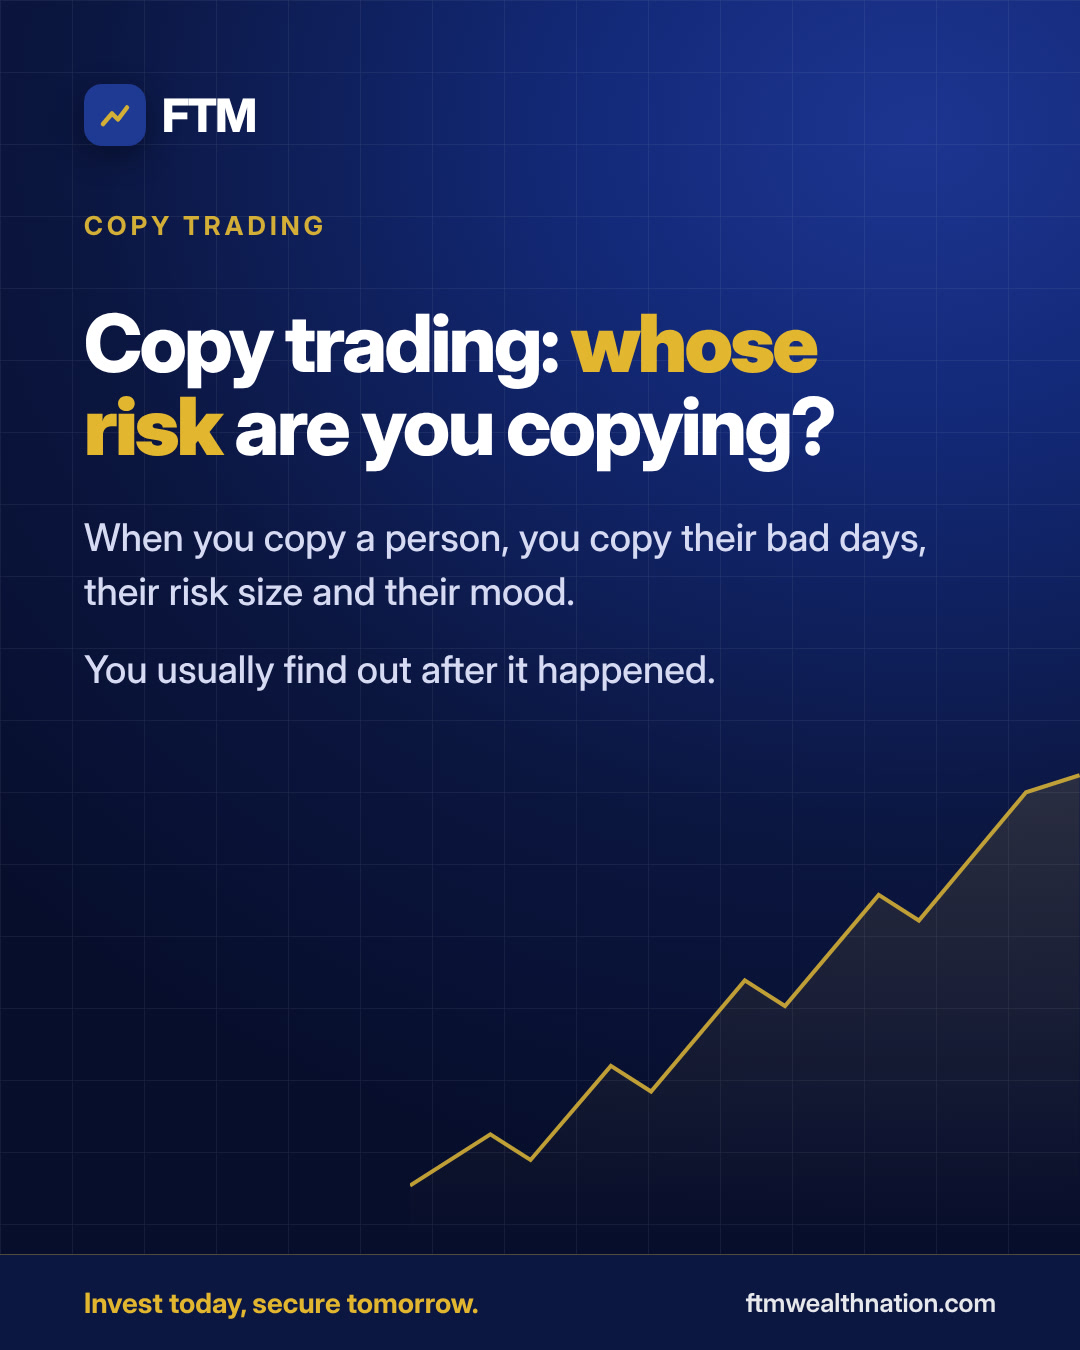 FTM
COPY TRADING
Copy trading: whose
risk are you copying?
When you copy a person, you copy their bad days,
their risk size and their mood.
You usually find out after it happened.
Invest today, secure tomorrow.
ftmwealthnation.com